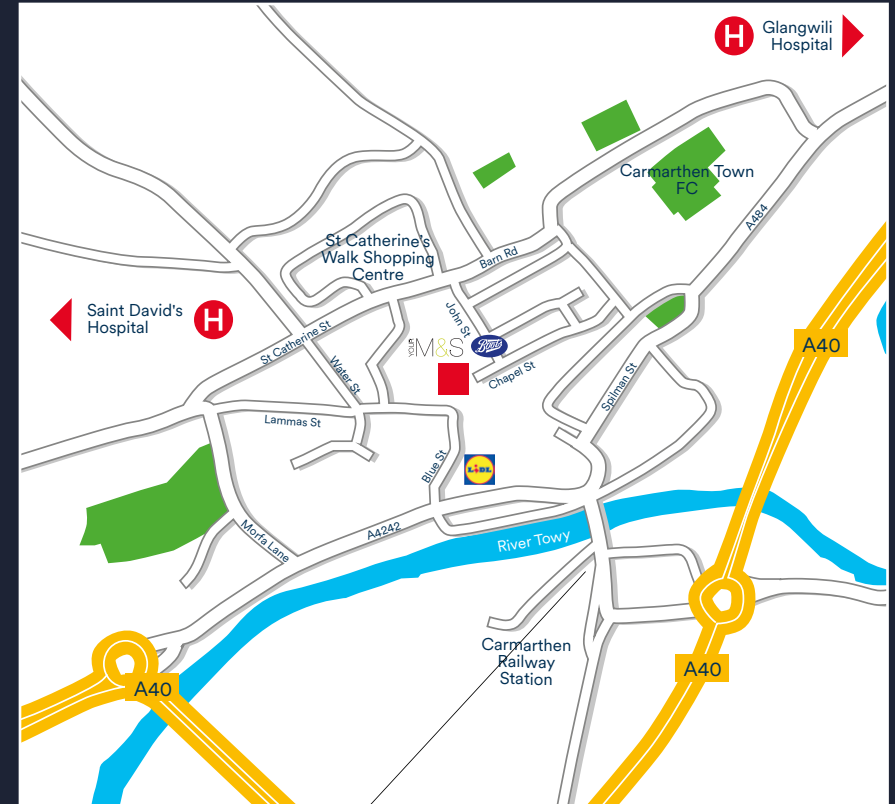 H
Glangwili
Hospital
Carmarthen Town
FC
A484
St Catherine's
Walk Shopping
Centre
Barn Rd
Saint David's
Hospital
H
John St
St Catherine St
YOUR
M&S
Boots
A40
Water St
Chapel St
Spilman St
Lammas St
Blue St
LIDL
A4242
Morfa Lane
River Towy
Carmarthen
Railway
Station
A40
A40